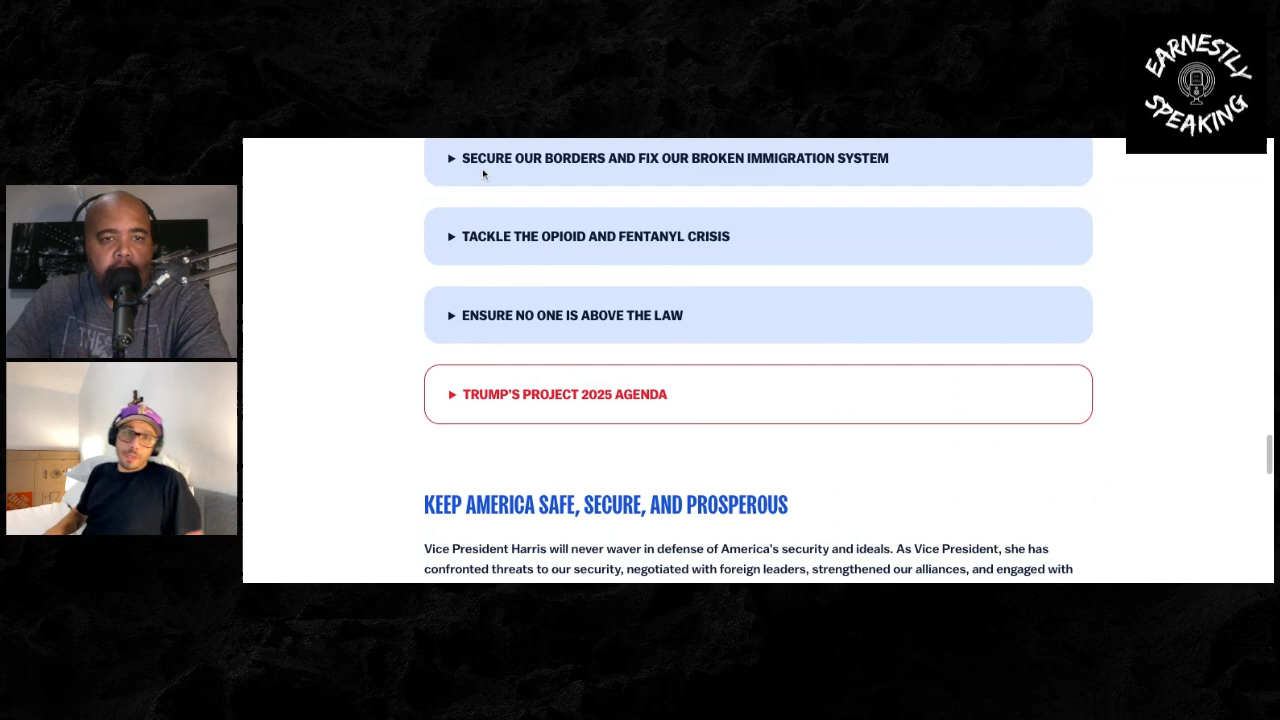 EARNESTLY
SPEAKING
SECURE OUR BORDERS AND FIX OUR BROKEN IMMIGRATION SYSTEM
TACKLE THE OPIOID AND FENTANYL CRISIS
ENSURE NO ONE IS ABOVE THE LAW
TRUMP'S PROJECT 2025 AGENDA
KEEP AMERICA SAFE, SECURE, AND PROSPEROUS
Vice President Harris will never waver in defense of America's security and ideals. As Vice President, she has
confronted threats to our security, negotiated with foreign leaders, strengthened our alliances, and engaged with